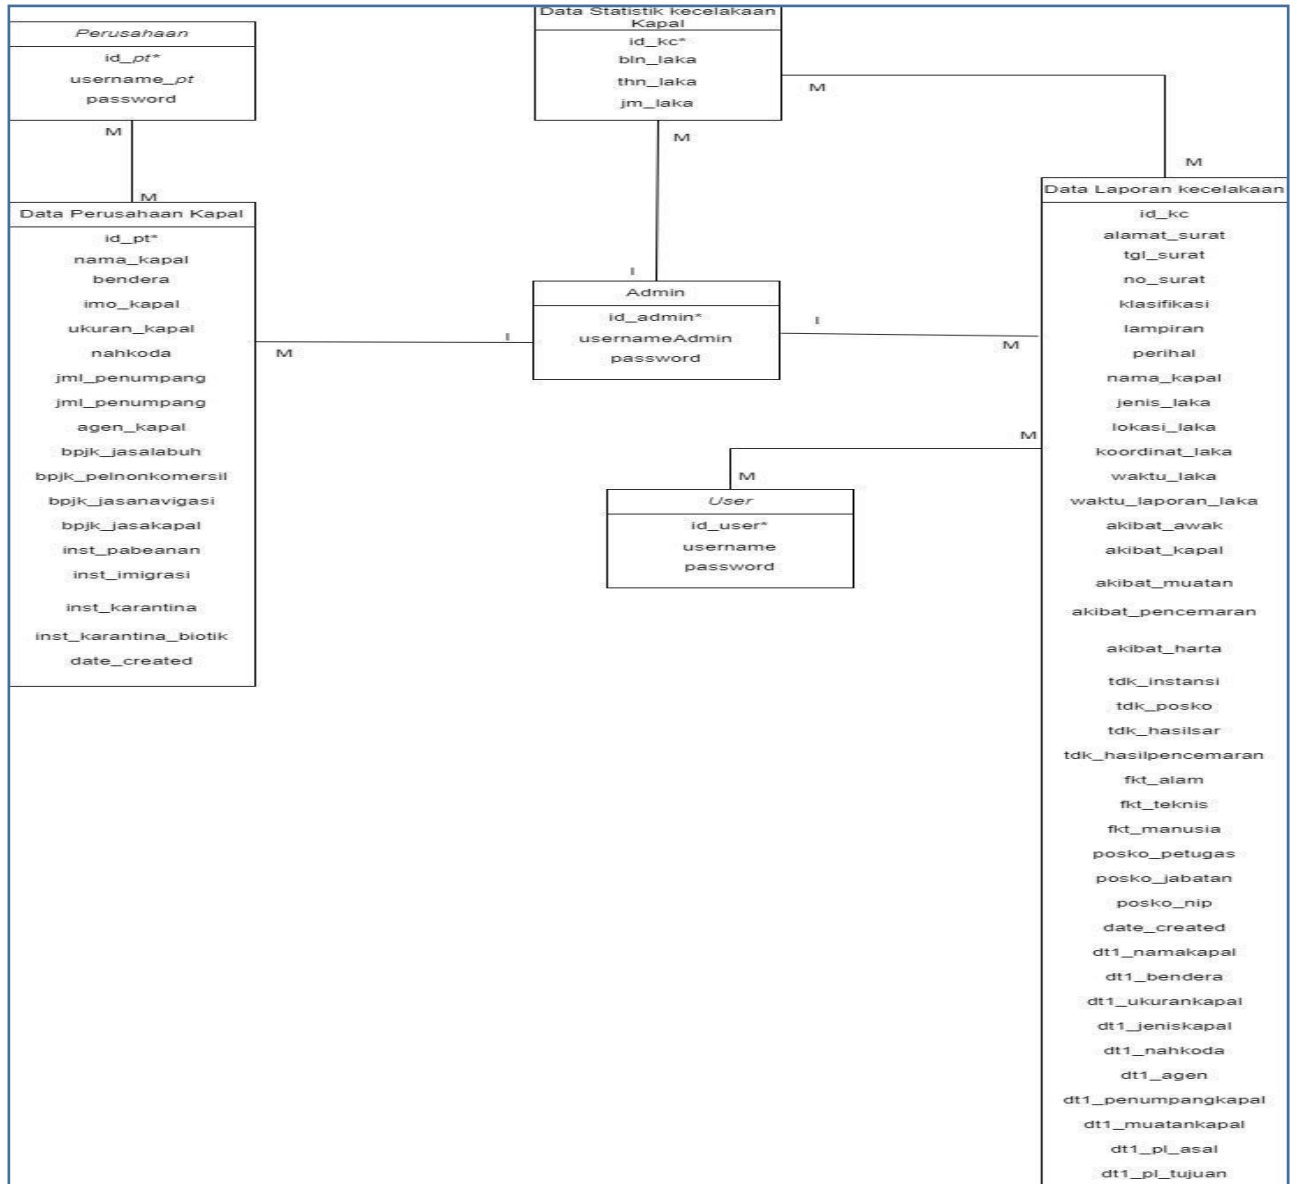 Perusahaan
id_pt*
username_pt
password
M
M
Data Perusahaan Kapal
id_pt*
nama_kapal
bendera
imo_kapal
ukuran_kapal
nahkoda
jml_penumpang
jml_penumpang
agen_kapal
bpjk_jasalabuh
bpjk_pelnonkomersil
bpjk_jasanavigasi
bpjk_jasakapal
inst_pabeanan
inst_imigrasi
inst_karantina
inst_karantina_biotik
date_created
M
I
Data Statistik kecelakaan
Kapal
id_kc*
bln_laka
thn_laka
jm_laka
M
M
M
I
Admin
id_admin*
usernameAdmin
password
I
M
M
M
User
id_user*
username
password
Data Laporan kecelakaan
id_kc
alamat_surat
tgl_surat
no_surat
klasifikasi
lampiran
perihal
nama_kapal
jenis_laka
lokasi_laka
koordinat_laka
waktu_laka
waktu_laporan_laka
akibat_awak
akibat_kapal
akibat_muatan
akibat_pencemaran
akibat_harta
tdk_instansi
tdk_posko
tdk_hasilsar
tdk_hasilpencemaran
fkt_alam
fkt_teknis
fkt_manusia
posko_petugas
posko_jabatan
posko_nip
date_created
dt1_namakapal
dt1_bendera
dt1_ukurankapal
dt1_jeniskapal
dt1_nahkoda
dt1_agen
dt1_penumpangkapal
dt1_muatankapal
dt1_pl_asal
dt1_pl_tujuan